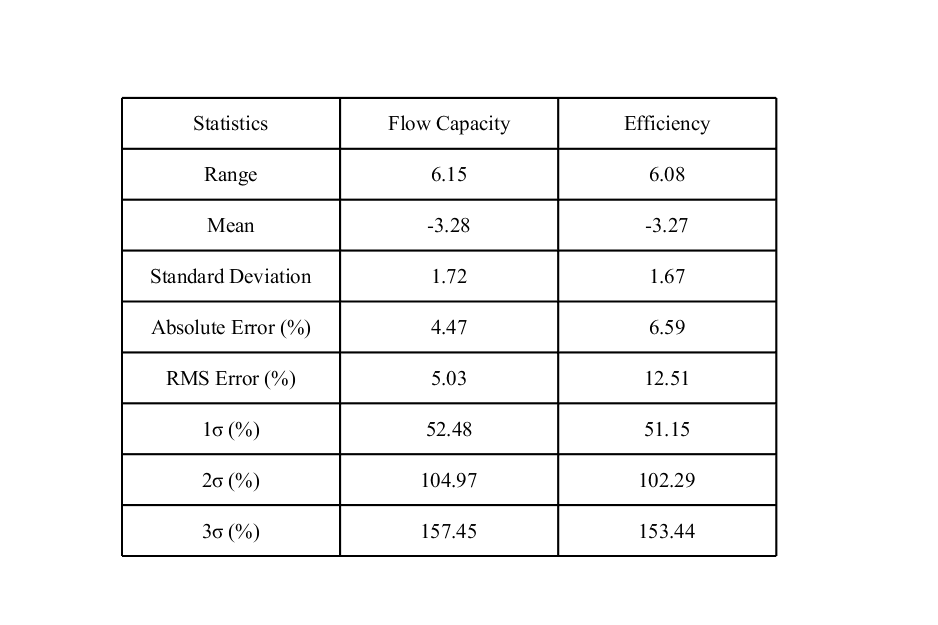 Statistics Flow Capacity Efficiency
Range 6.15 6.08
Mean -3.28 -3.27
Standard Deviation 1.72 1.67
Absolute Error (%) 4.47 6.59
RMS Error (%) 5.03 12.51
1σ (%) 52.48 51.15
2σ (%) 104.97 102.29
3σ (%) 157.45 153.44